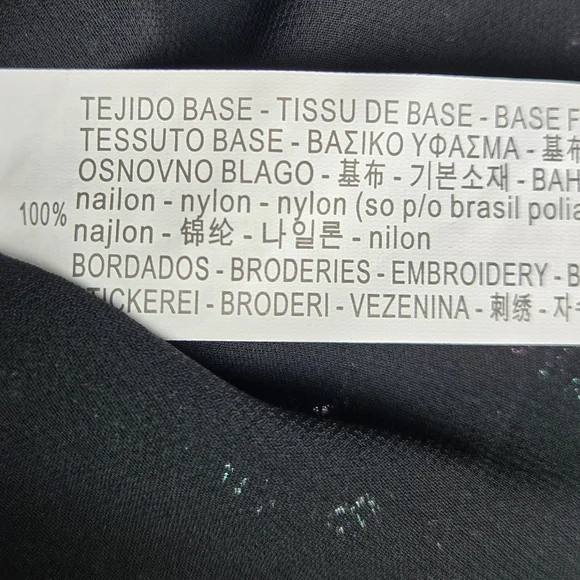 TEJIDO BASE - TISSU DE BASE - BASE F
TESSUTO BASE - ΒΑΣΙΚΟ ΥΦΑΣΜΑ - 基
OSNOVNO BLAGO - 基布 - 기본소재 - BAH
nailon - nylon - nylon (so p/o brasil polia
100% najlon - 锦纶 - 나일론 - nilon
BORDADOS - BRODERIES - EMBROIDERY - B
TICKEREI - BRODERI - VEZENINA - 刺绣 - 자